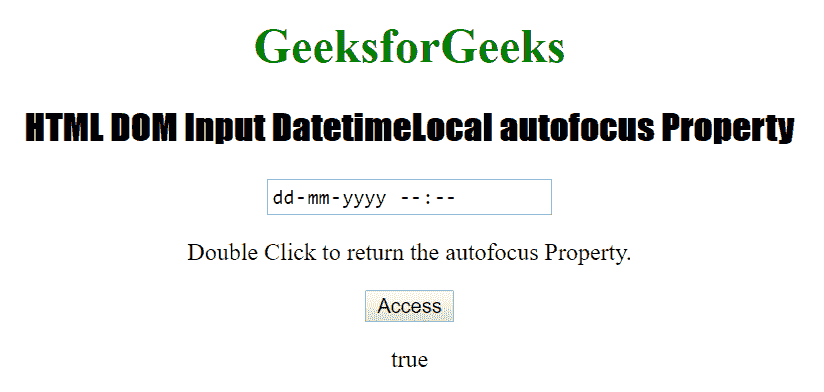 GeeksforGeeks
HTML DOM Input DatetimeLocal autofocus Property
dd-mm-yyyy --:--
Double Click to return the autofocus Property.
Access
true